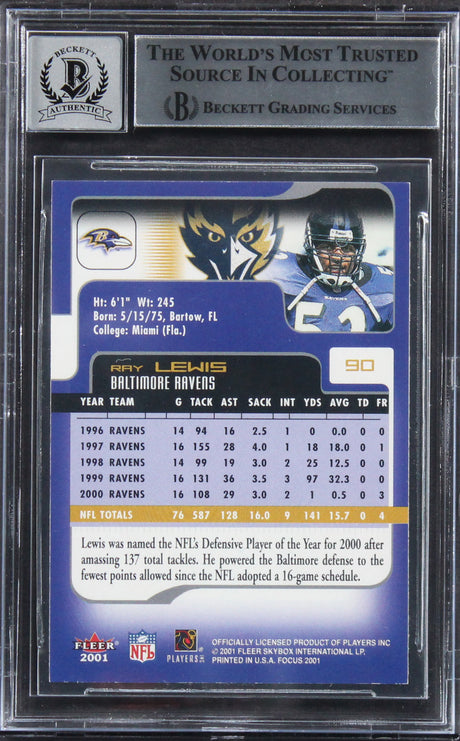 BECKETT
B
AUTHENTIC
THE WORLD'S MOST TRUSTED
SOURCE IN COLLECTING™
B BECKETT GRADING SERVICES
B
RAVENS
52
Ht: 6'1" Wt: 245
Born: 5/15/75, Bartow, FL
College: Miami (Fla.)
RAY LEWIS
90
BALTIMORE RAVENS
YEAR TEAM G TACK AST SACK INT YDS AVG TD FR
1996 RAVENS 14 94 16 2.5 1 0 0.0 0 0
1997 RAVENS 16 155 28 4.0 1 18 18.0 0 1
1998 RAVENS 14 99 19 3.0 2 25 12.5 0 0
1999 RAVENS 16 131 36 3.5 3 97 32.3 0 0
2000 RAVENS 16 108 29 3.0 2 1 0.5 0 3
NFL TOTALS 76 587 128 16.0 9 141 15.7 0 4
Lewis was named the NFL's Defensive Player of the Year for 2000 after
amassing 137 total tackles. He powered the Baltimore defense to the
fewest points allowed since the NFL adopted a 16-game schedule.
FLEER
2001
NFL
PLAYERS INC
OFFICIALLY LICENSED PRODUCT OF PLAYERS INC
© 2001 FLEER SKYBOX INTERNATIONAL LP.
PRINTED IN U.S.A. FOCUS 2001